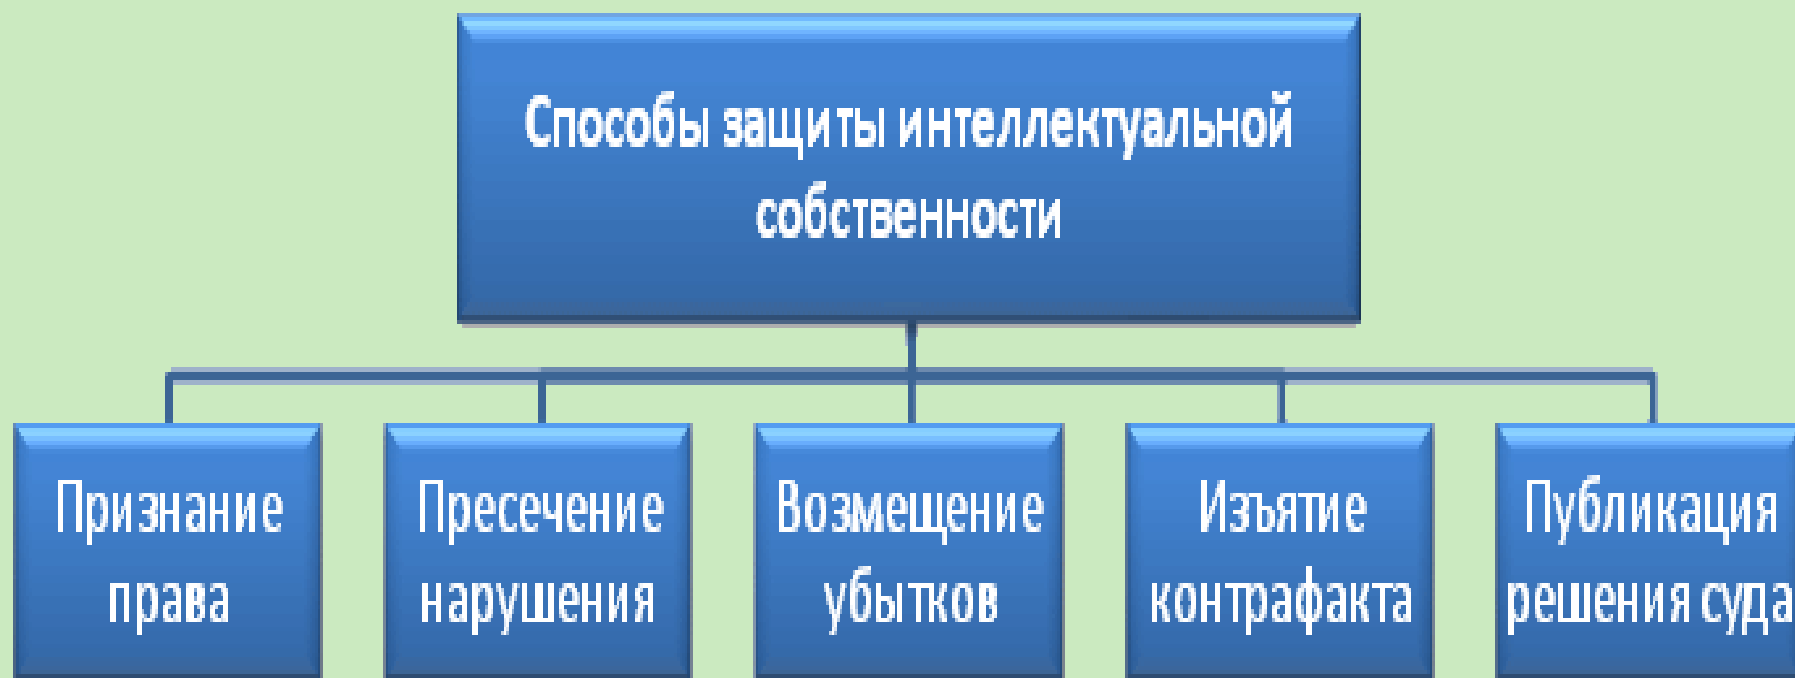 Способы защиты интеллектуальной
собственности
Признание
права
Пресечение
нарушения
Возмещение
убытков
Изъятие
контрафакта
Публикация
решения суда